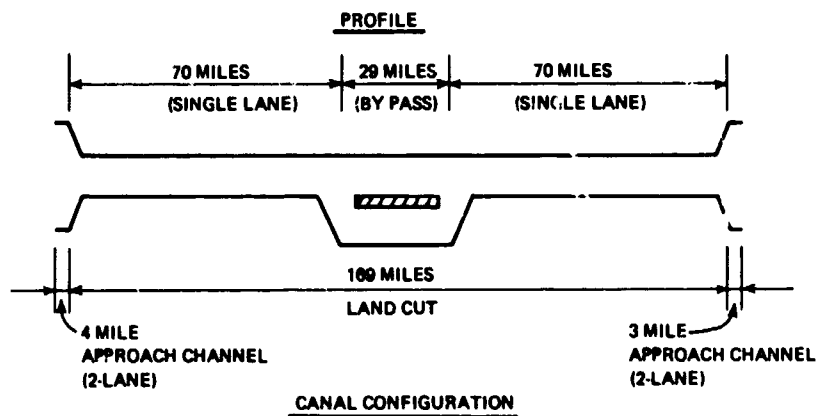 PROFILE
70 MILES
(SINGLE LANE)
29 MILES
(BY PASS)
70 MILES
(SINGLE LANE)
169 MILES
LAND CUT
4 MILE
APPROACH CHANNEL
(2-LANE)
3 MILE
APPROACH CHANNEL
(2-LANE)
CANAL CONFIGURATION